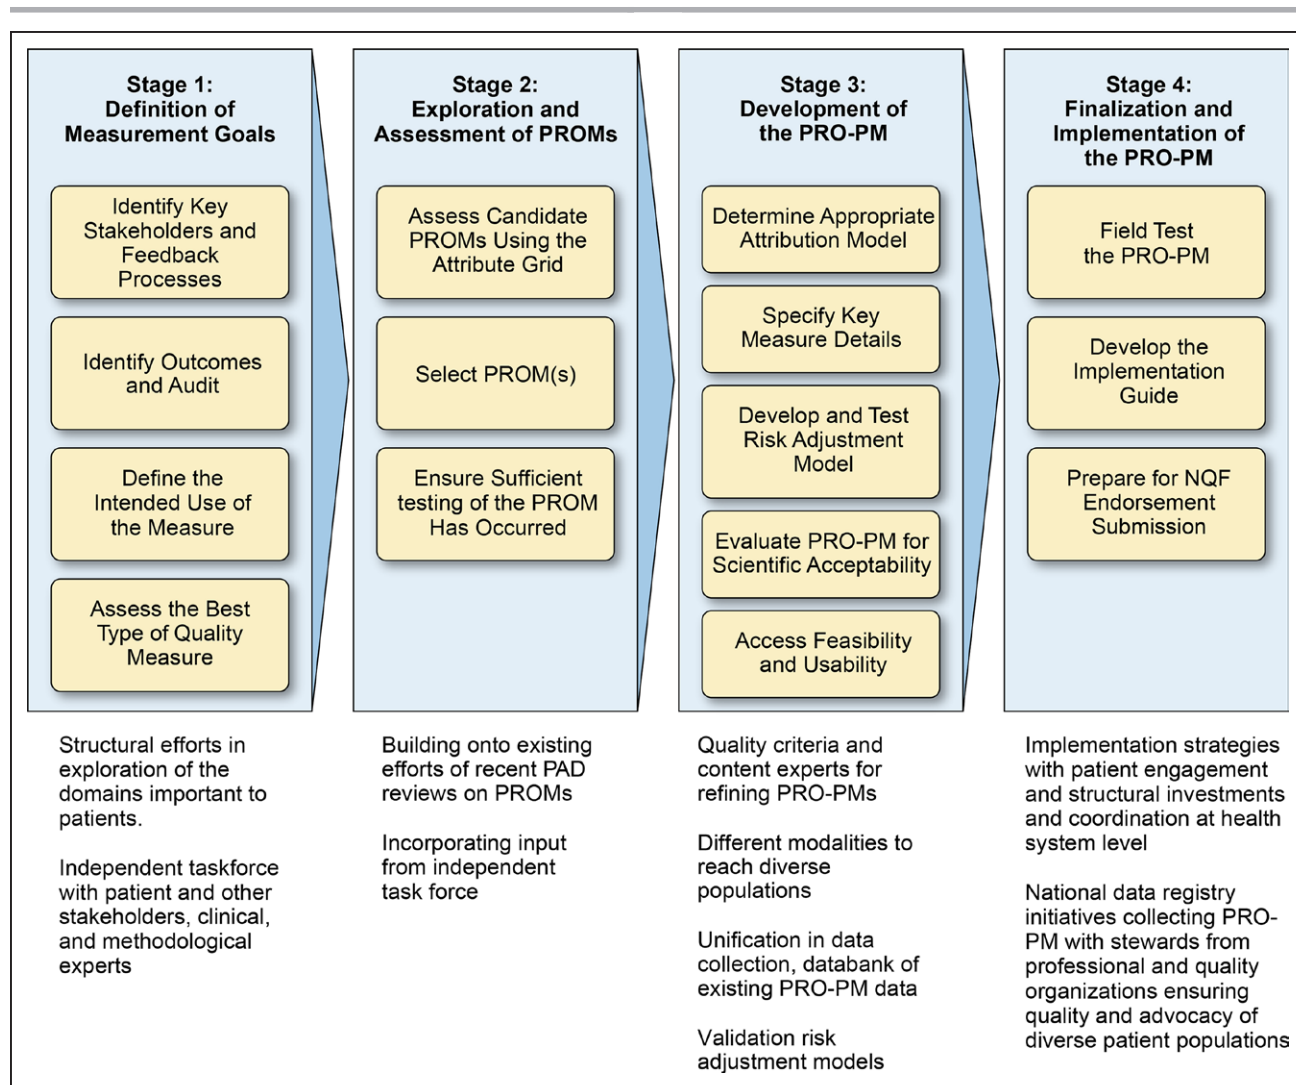 Stage 1:
Definition of
Measurement Goals
Identify Key
Stakeholders and
Feedback
Processes
Identify Outcomes
and Audit
Define the
Intended Use of
the Measure
Assess the Best
Type of Quality
Measure
Structural efforts in
exploration of the
domains important to
patients.
Independent taskforce
with patient and other
stakeholders, clinical,
and methodological
experts
Stage 2:
Exploration and
Assessment of PROMs
Assess Candidate
PROMs Using the
Attribute Grid
Select PROM(s)
Ensure Sufficient
testing of the PROM
Has Occurred
Building onto existing
efforts of recent PAD
reviews on PROMs
Incorporating input
from independent
task force
Stage 3:
Development of
the PRO-PM
Determine Appropriate
Attribution Model
Specify Key
Measure Details
Develop and Test
Risk Adjustment
Model
Evaluate PRO-PM for
Scientific Acceptability
Access Feasibility
and Usability
Quality criteria and
content experts for
refining PRO-PMs
Different modalities to
reach diverse
populations
Unification in data
collection, databank of
existing PRO-PM data
Validation risk
adjustment models
Stage 4:
Finalization and
Implementation of
the PRO-PM
Field Test
the PRO-PM
Develop the
Implementation
Guide
Prepare for NQF
Endorsement
Submission
Implementation strategies
with patient engagement
and structural investments
and coordination at health
system level
National data registry
initiatives collecting PRO-
PM with stewards from
professional and quality
organizations ensuring
quality and advocacy of
diverse patient populations